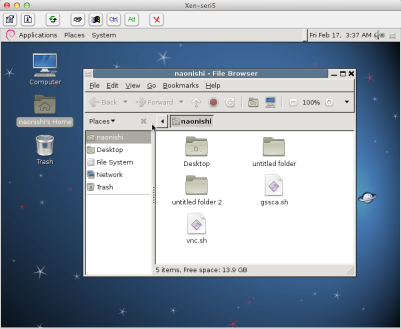 Xen-seri5
Ctrl Alt
Applications Places System Fri Feb 17, 3:37 AM
Computer
naonishi's Home
Trash
naonishi - File Browser
File Edit View Go Bookmarks Help
Back Forward 100%
Places naonishi
naonishi
Desktop
File System
Network
Trash
Desktop untitled folder
untitled folder 2 gssca.sh
vnc.sh
5 items, Free space: 13.9 GB